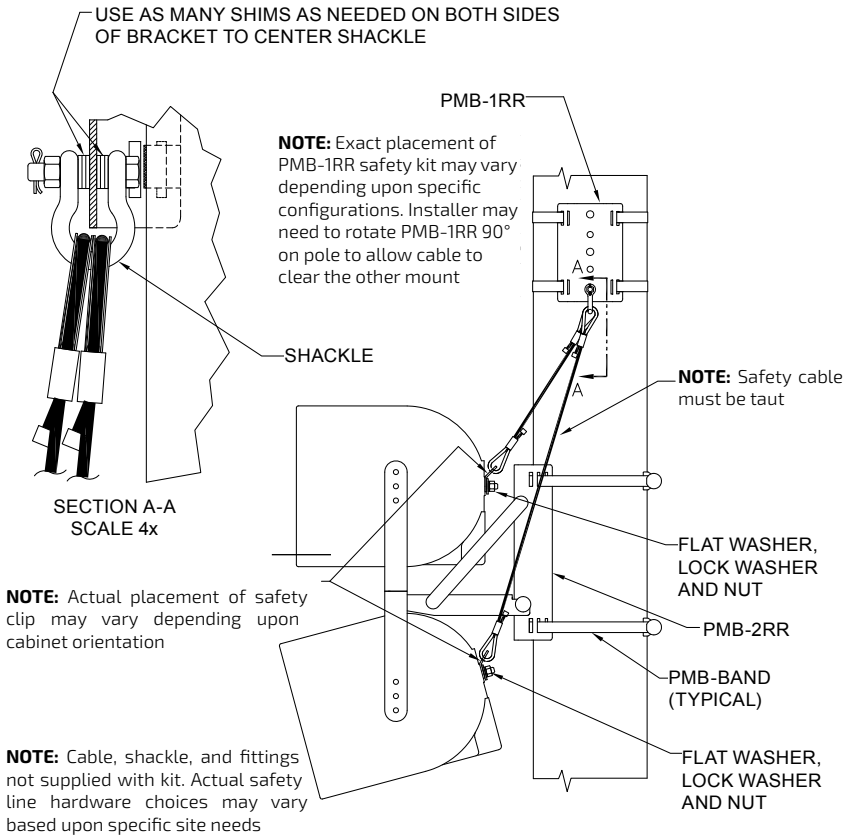 USE AS MANY SHIMS AS NEEDED ON BOTH SIDES
OF BRACKET TO CENTER SHACKLE
PMB-1RR
NOTE: Exact placement of
PMB-1RR safety kit may vary
depending upon specific
configurations. Installer may
need to rotate PMB-1RR 90°
on pole to allow cable to
clear the other mount
A
A
SHACKLE
NOTE: Safety cable
must be taut
SECTION A-A
SCALE 4x
FLAT WASHER,
LOCK WASHER
AND NUT
NOTE: Actual placement of safety
clip may vary depending upon
cabinet orientation
PMB-2RR
PMB-BAND
(TYPICAL)
NOTE: Cable, shackle, and fittings
not supplied with kit. Actual safety
line hardware choices may vary
based upon specific site needs
FLAT WASHER,
LOCK WASHER
AND NUT